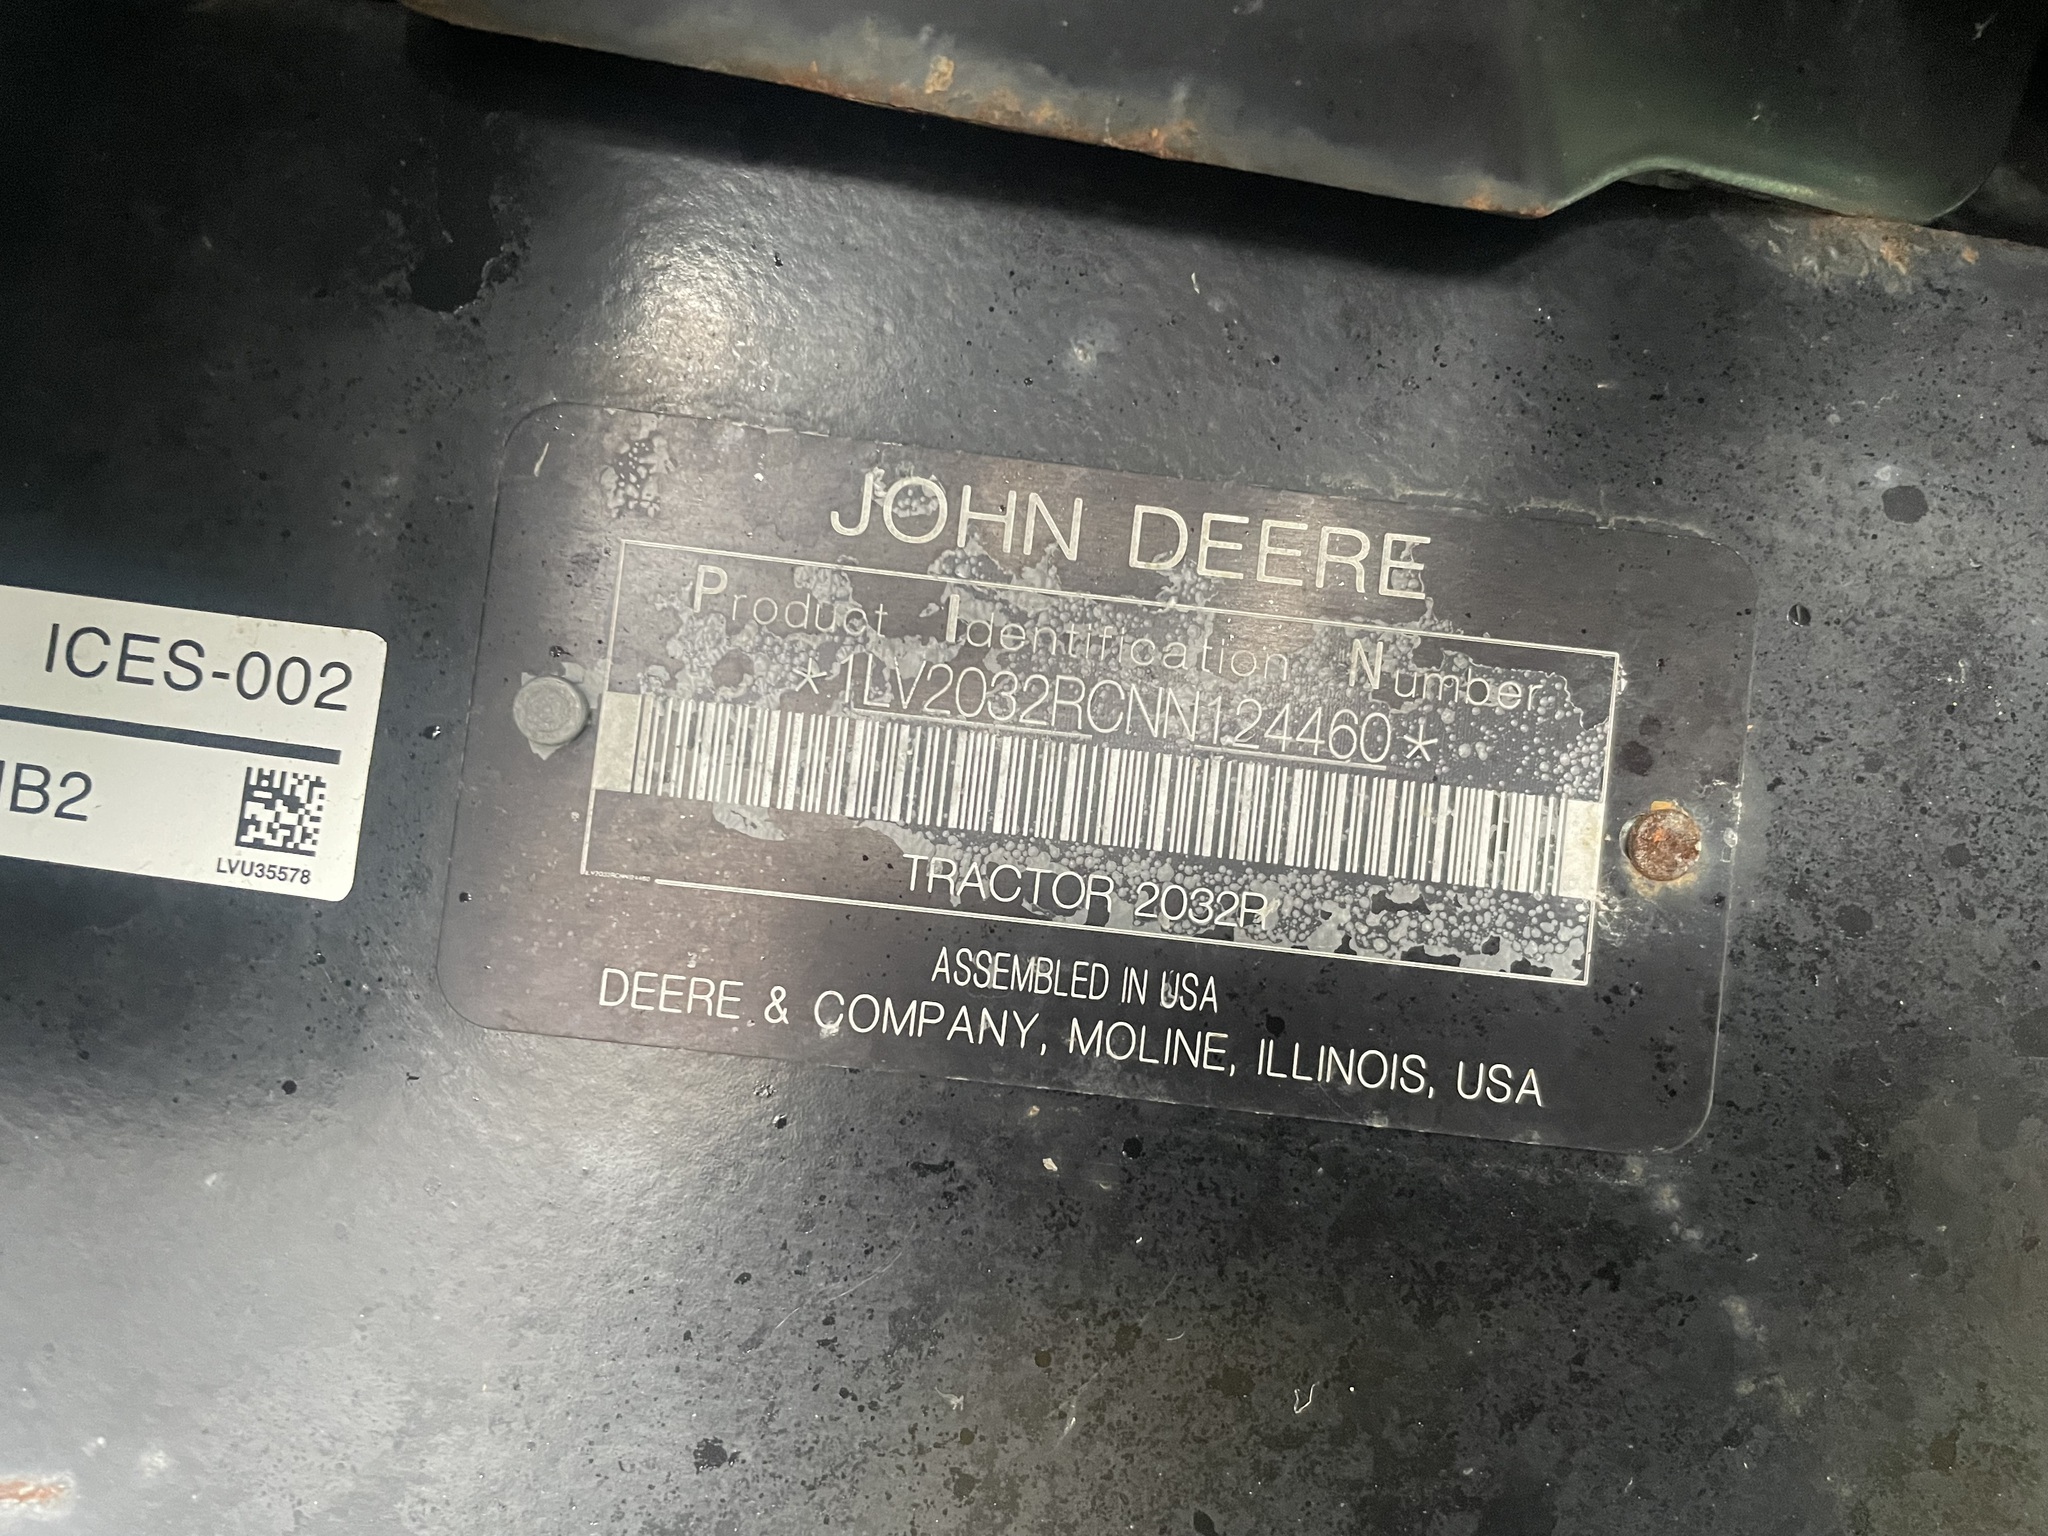 JOHN DEERE
Product Identification Number
*1LV2032RCNN124460*
TRACTOR 2032R
ASSEMBLED IN USA
DEERE & COMPANY, MOLINE, ILLINOIS, USA
ICES-002
B2
LVU35578